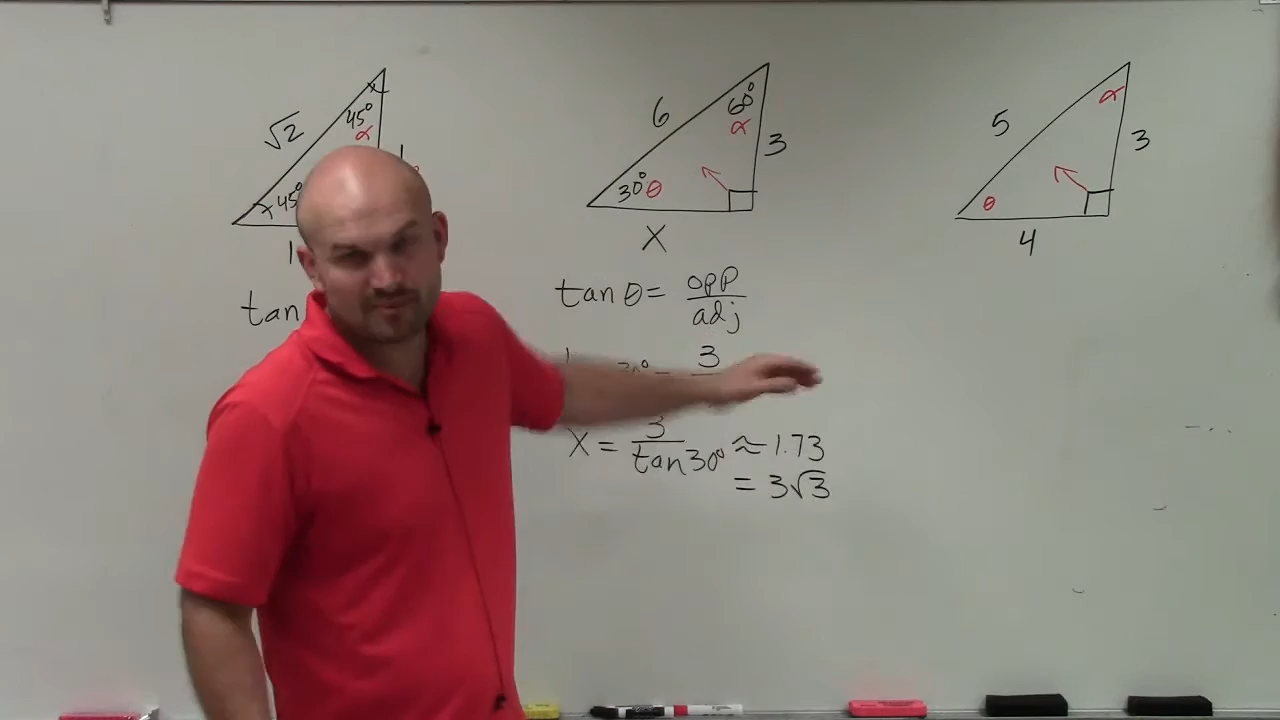 √2 45° α
45°
1
tan
6 60° α 3
30° θ
X
tan θ = opp/adj
3
X = 3/tan30° ≈ 1.73
= 3√3
5 α 3
θ
4